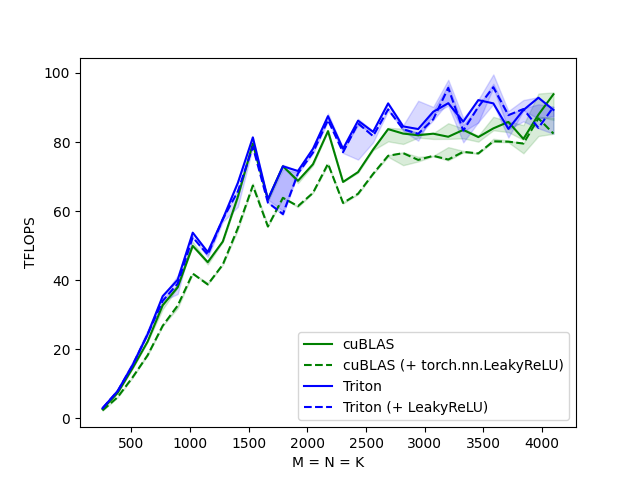 100
80
60
40
20
0
TFLOPS
cuBLAS
cuBLAS (+ torch.nn.LeakyReLU)
Triton
Triton (+ LeakyReLU)
500 1000 1500 2000 2500 3000 3500 4000
M = N = K